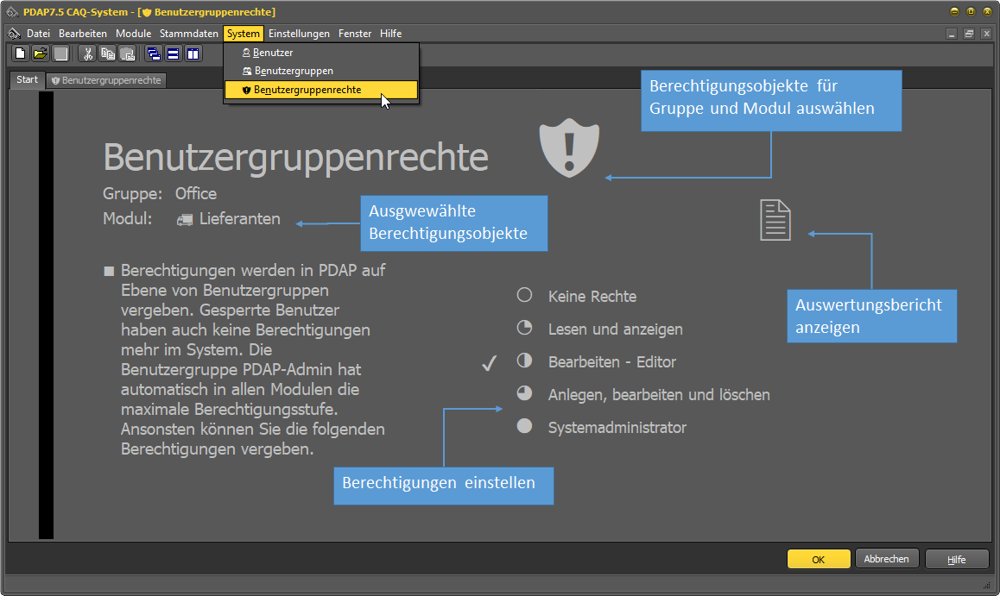 PDAP7.5 CAQ-System - [Benutzergruppenrechte]
Datei Bearbeiten Module Stammdaten System Einstellungen Fenster Hilfe
Benutzer
Benutzergruppen
Benutzergruppenrechte
Start Benutzergruppenrechte
Berechtigungsobjekte für
Gruppe und Modul auswählen
Benutzergruppenrechte
Gruppe: Office
Modul: Lieferanten
Ausgwewählte
Berechtigungsobjekte
Berechtigungen werden in PDAP auf
Ebene von Benutzergruppen
vergeben. Gesperrte Benutzer
haben auch keine Berechtigungen
mehr im System. Die
Benutzergruppe PDAP-Admin hat
automatisch in allen Modulen die
maximale Berechtigungsstufe.
Ansonsten können Sie die folgenden
Berechtigungen vergeben.
Keine Rechte
Lesen und anzeigen
Bearbeiten - Editor
Anlegen, bearbeiten und löschen
Systemadministrator
Auswertungsbericht
anzeigen
Berechtigungen einstellen
OK Abbrechen Hilfe